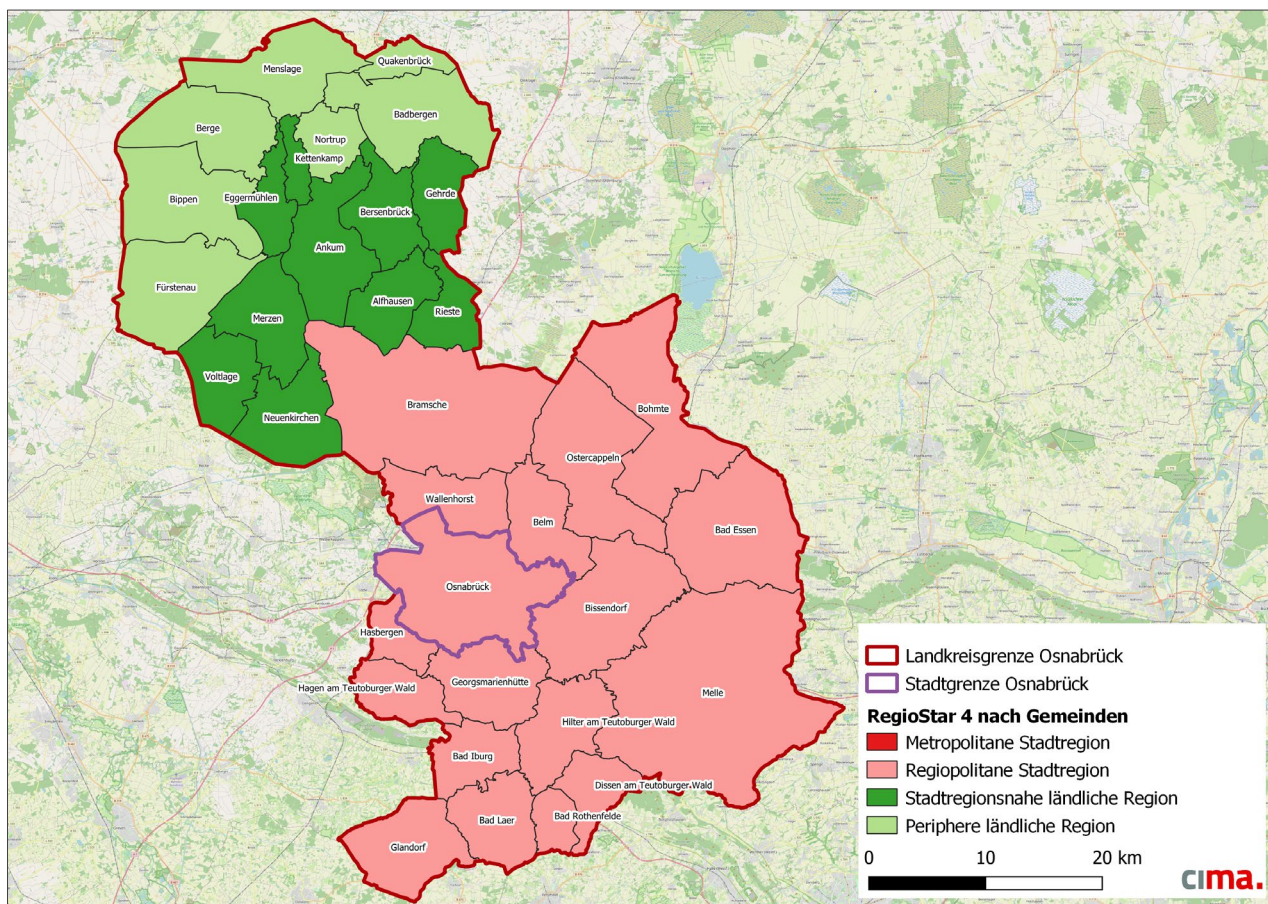 Menslage
Quakenbrück
Badbergen
Berge
Nortrup
Kettenkamp
Bippen
Eggermühlen
Gehrde
Bersenbrück
Ankum
Fürstenau
Alfhausen
Rieste
Merzen
Voltlage
Neuenkirchen
Bramsche
Bohmte
Ostercappeln
Wallenhorst
Belm
Bad Essen
Osnabrück
Bissendorf
Hasbergen
Hagen am Teutoburger Wald
Georgsmarienhütte
Melle
Hilter am Teutoburger Wald
Bad Iburg
Dissen am Teutoburger Wald
Bad Rothenfelde
Bad Laer
Glandorf
Landkreisgrenze Osnabrück
Stadtgrenze Osnabrück
RegioStar 4 nach Gemeinden
Metropolitane Stadtregion
Regiopolitane Stadtregion
Stadtregionsnahe ländliche Region
Periphere ländliche Region
0 10 20 km
cima.